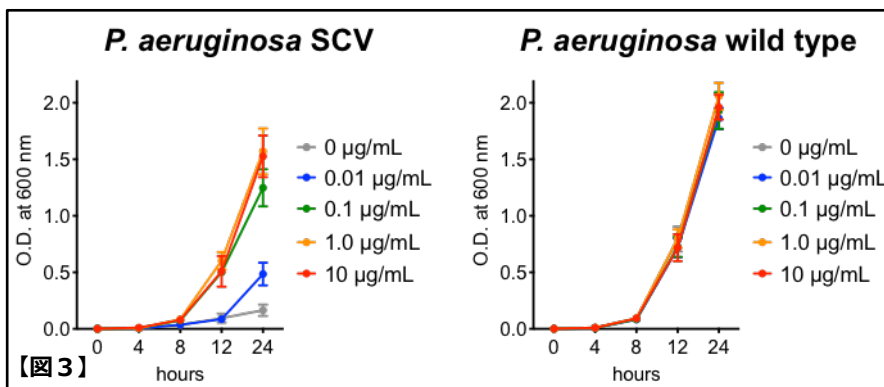 P. aeruginosa SCV
2.0
1.5
1.0
0.5
0.0
O.D. at 600 nm
0 4 8 12 24
hours
0 µg/mL
0.01 µg/mL
0.1 µg/mL
1.0 µg/mL
10 µg/mL
P. aeruginosa wild type
2.0
1.5
1.0
0.5
0.0
O.D. at 600 nm
0 4 8 12 24
hours
0 µg/mL
0.01 µg/mL
0.1 µg/mL
1.0 µg/mL
10 µg/mL
【図３】